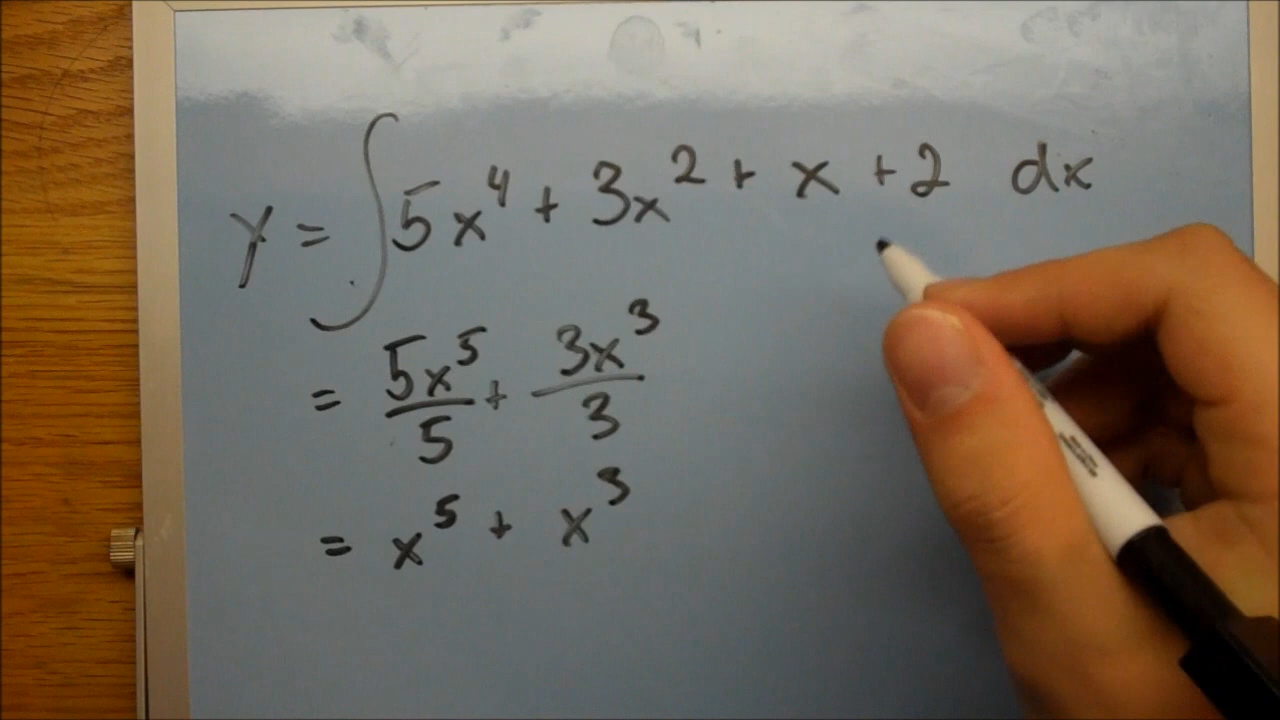 y = ∫ 5x⁴ + 3x² + x + 2 dx
= 5x⁵/5 + 3x³/3
= x⁵ + x³